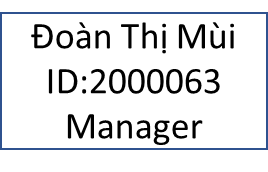 Đoàn Thị Mùi
ID:2000063
Manager